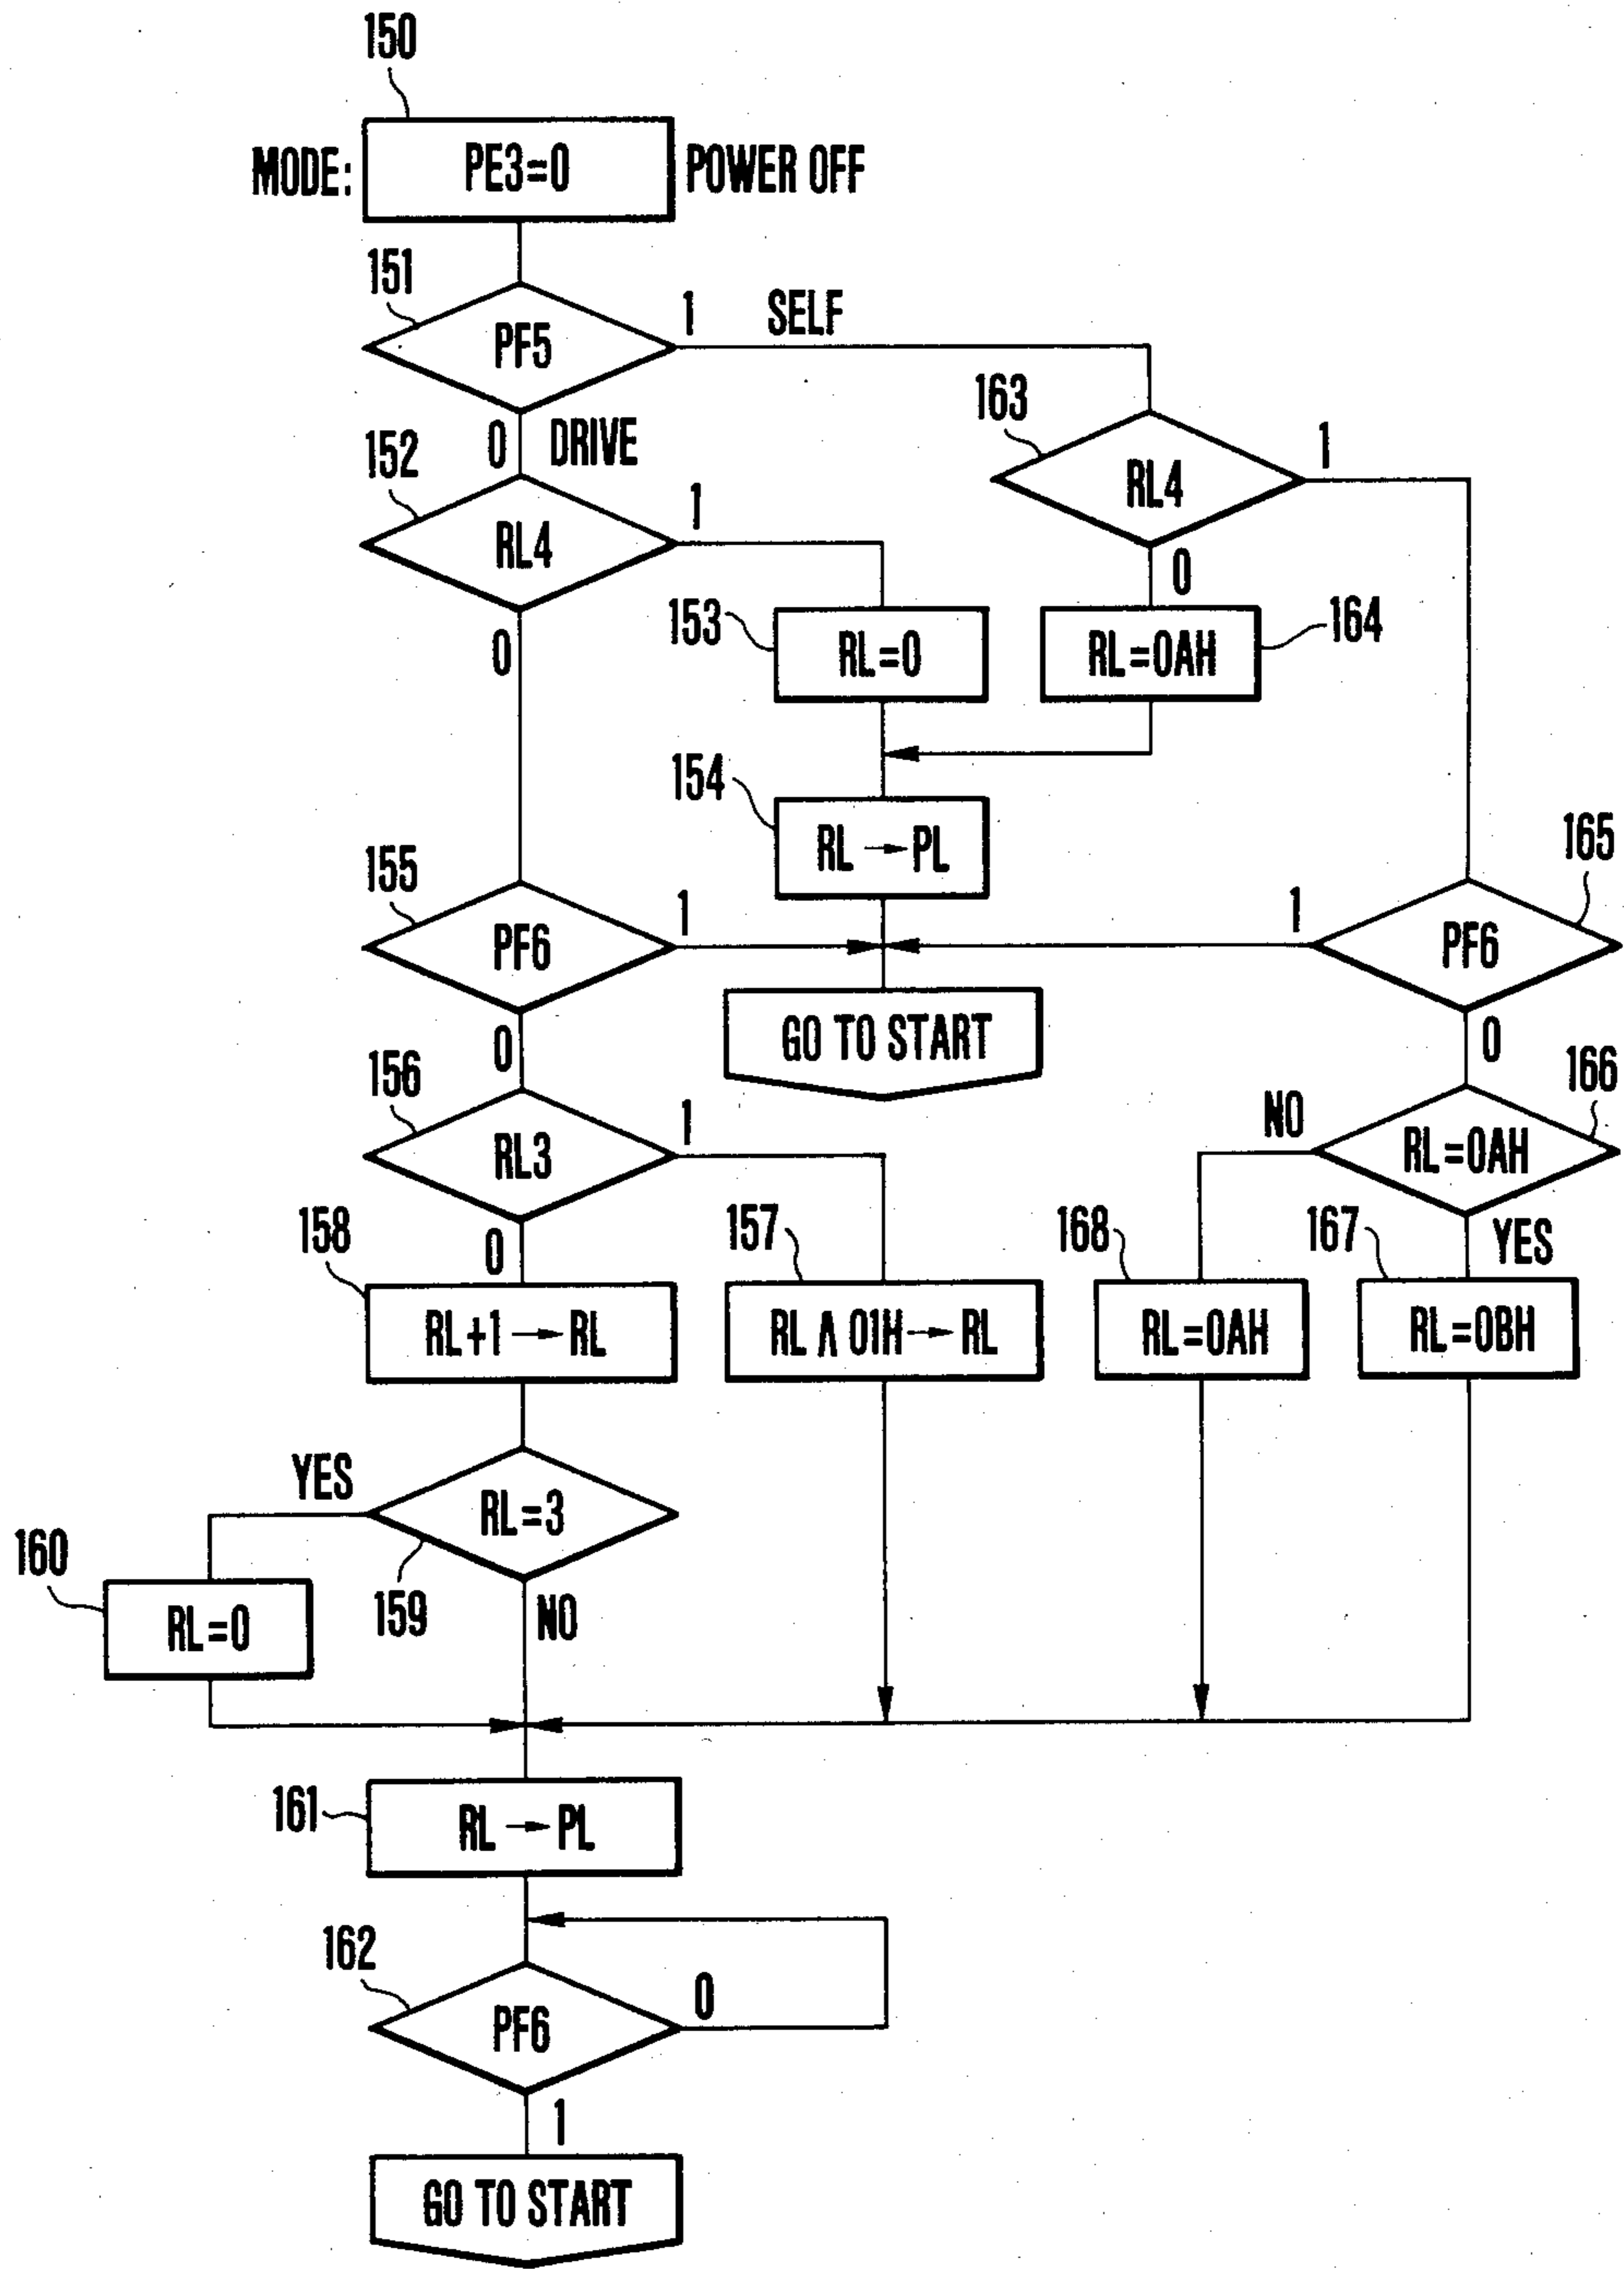 150
MODE: PE3=0 POWER OFF
151
PF5
1 SELF
0 DRIVE
163
RL4
1
0
152
RL4
1
0
153
RL=0
RL=0AH
164
154
RL → PL
155
PF6
1
0
1
PF6
165
0
GO TO START
156
RL3
1
0
NO
RL=0AH
166
YES
158
RL+1 → RL
157
RL ∧ 01H → RL
168
RL=0AH
167
RL=0BH
YES
RL=3
159
NO
160
RL=0
161
RL → PL
162
PF6
0
1
GO TO START